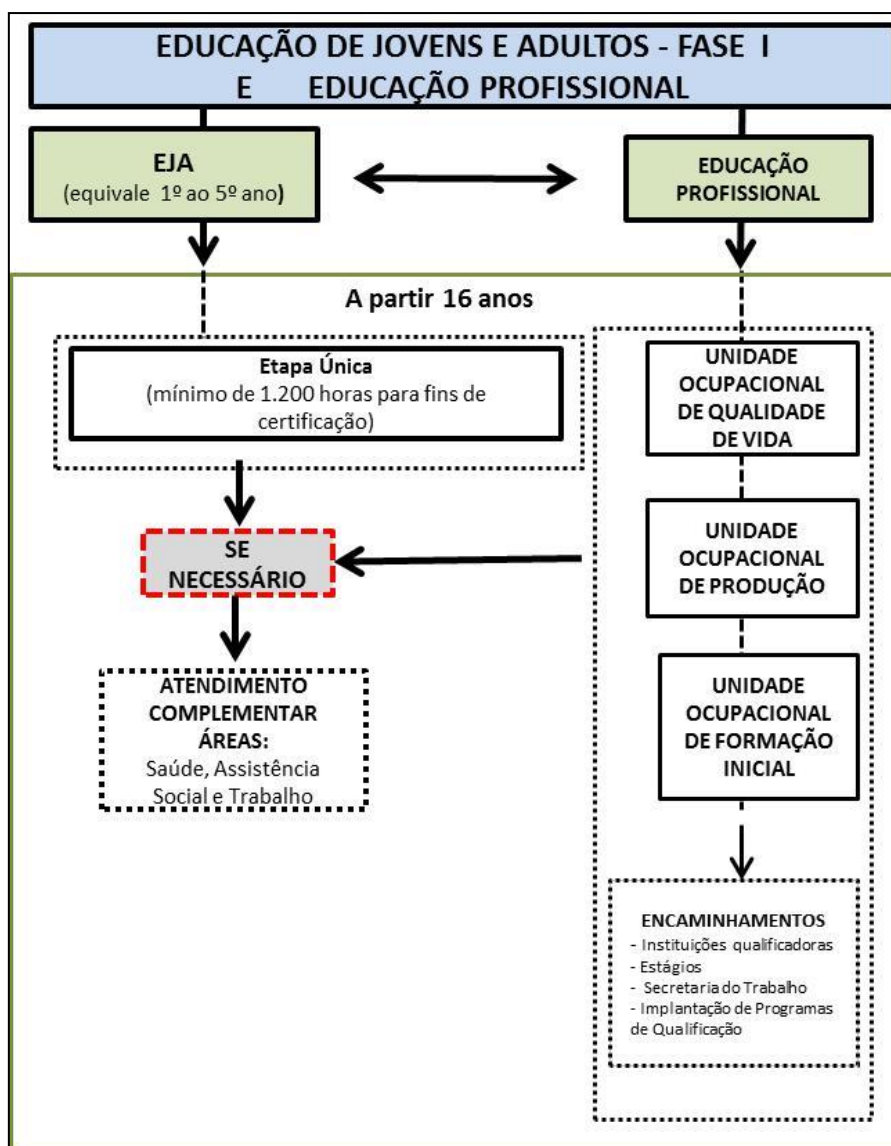 EDUCAÇÃO DE JOVENS E ADULTOS - FASE I
E EDUCAÇÃO PROFISSIONAL
EJA
(equivale 1º ao 5º ano)
EDUCAÇÃO
PROFISSIONAL
A partir 16 anos
Etapa Única
(mínimo de 1.200 horas para fins de
certificação)
SE
NECESSÁRIO
ATENDIMENTO
COMPLEMENTAR
ÁREAS:
Saúde, Assistência
Social e Trabalho
UNIDADE
OCUPACIONAL
DE QUALIDADE
DE VIDA
UNIDADE
OCUPACIONAL
DE PRODUÇÃO
UNIDADE
OCUPACIONAL
DE FORMAÇÃO
INICIAL
ENCAMINHAMENTOS
- Instituições qualificadoras
- Estágios
- Secretaria do Trabalho
- Implantação de Programas
de Qualificação